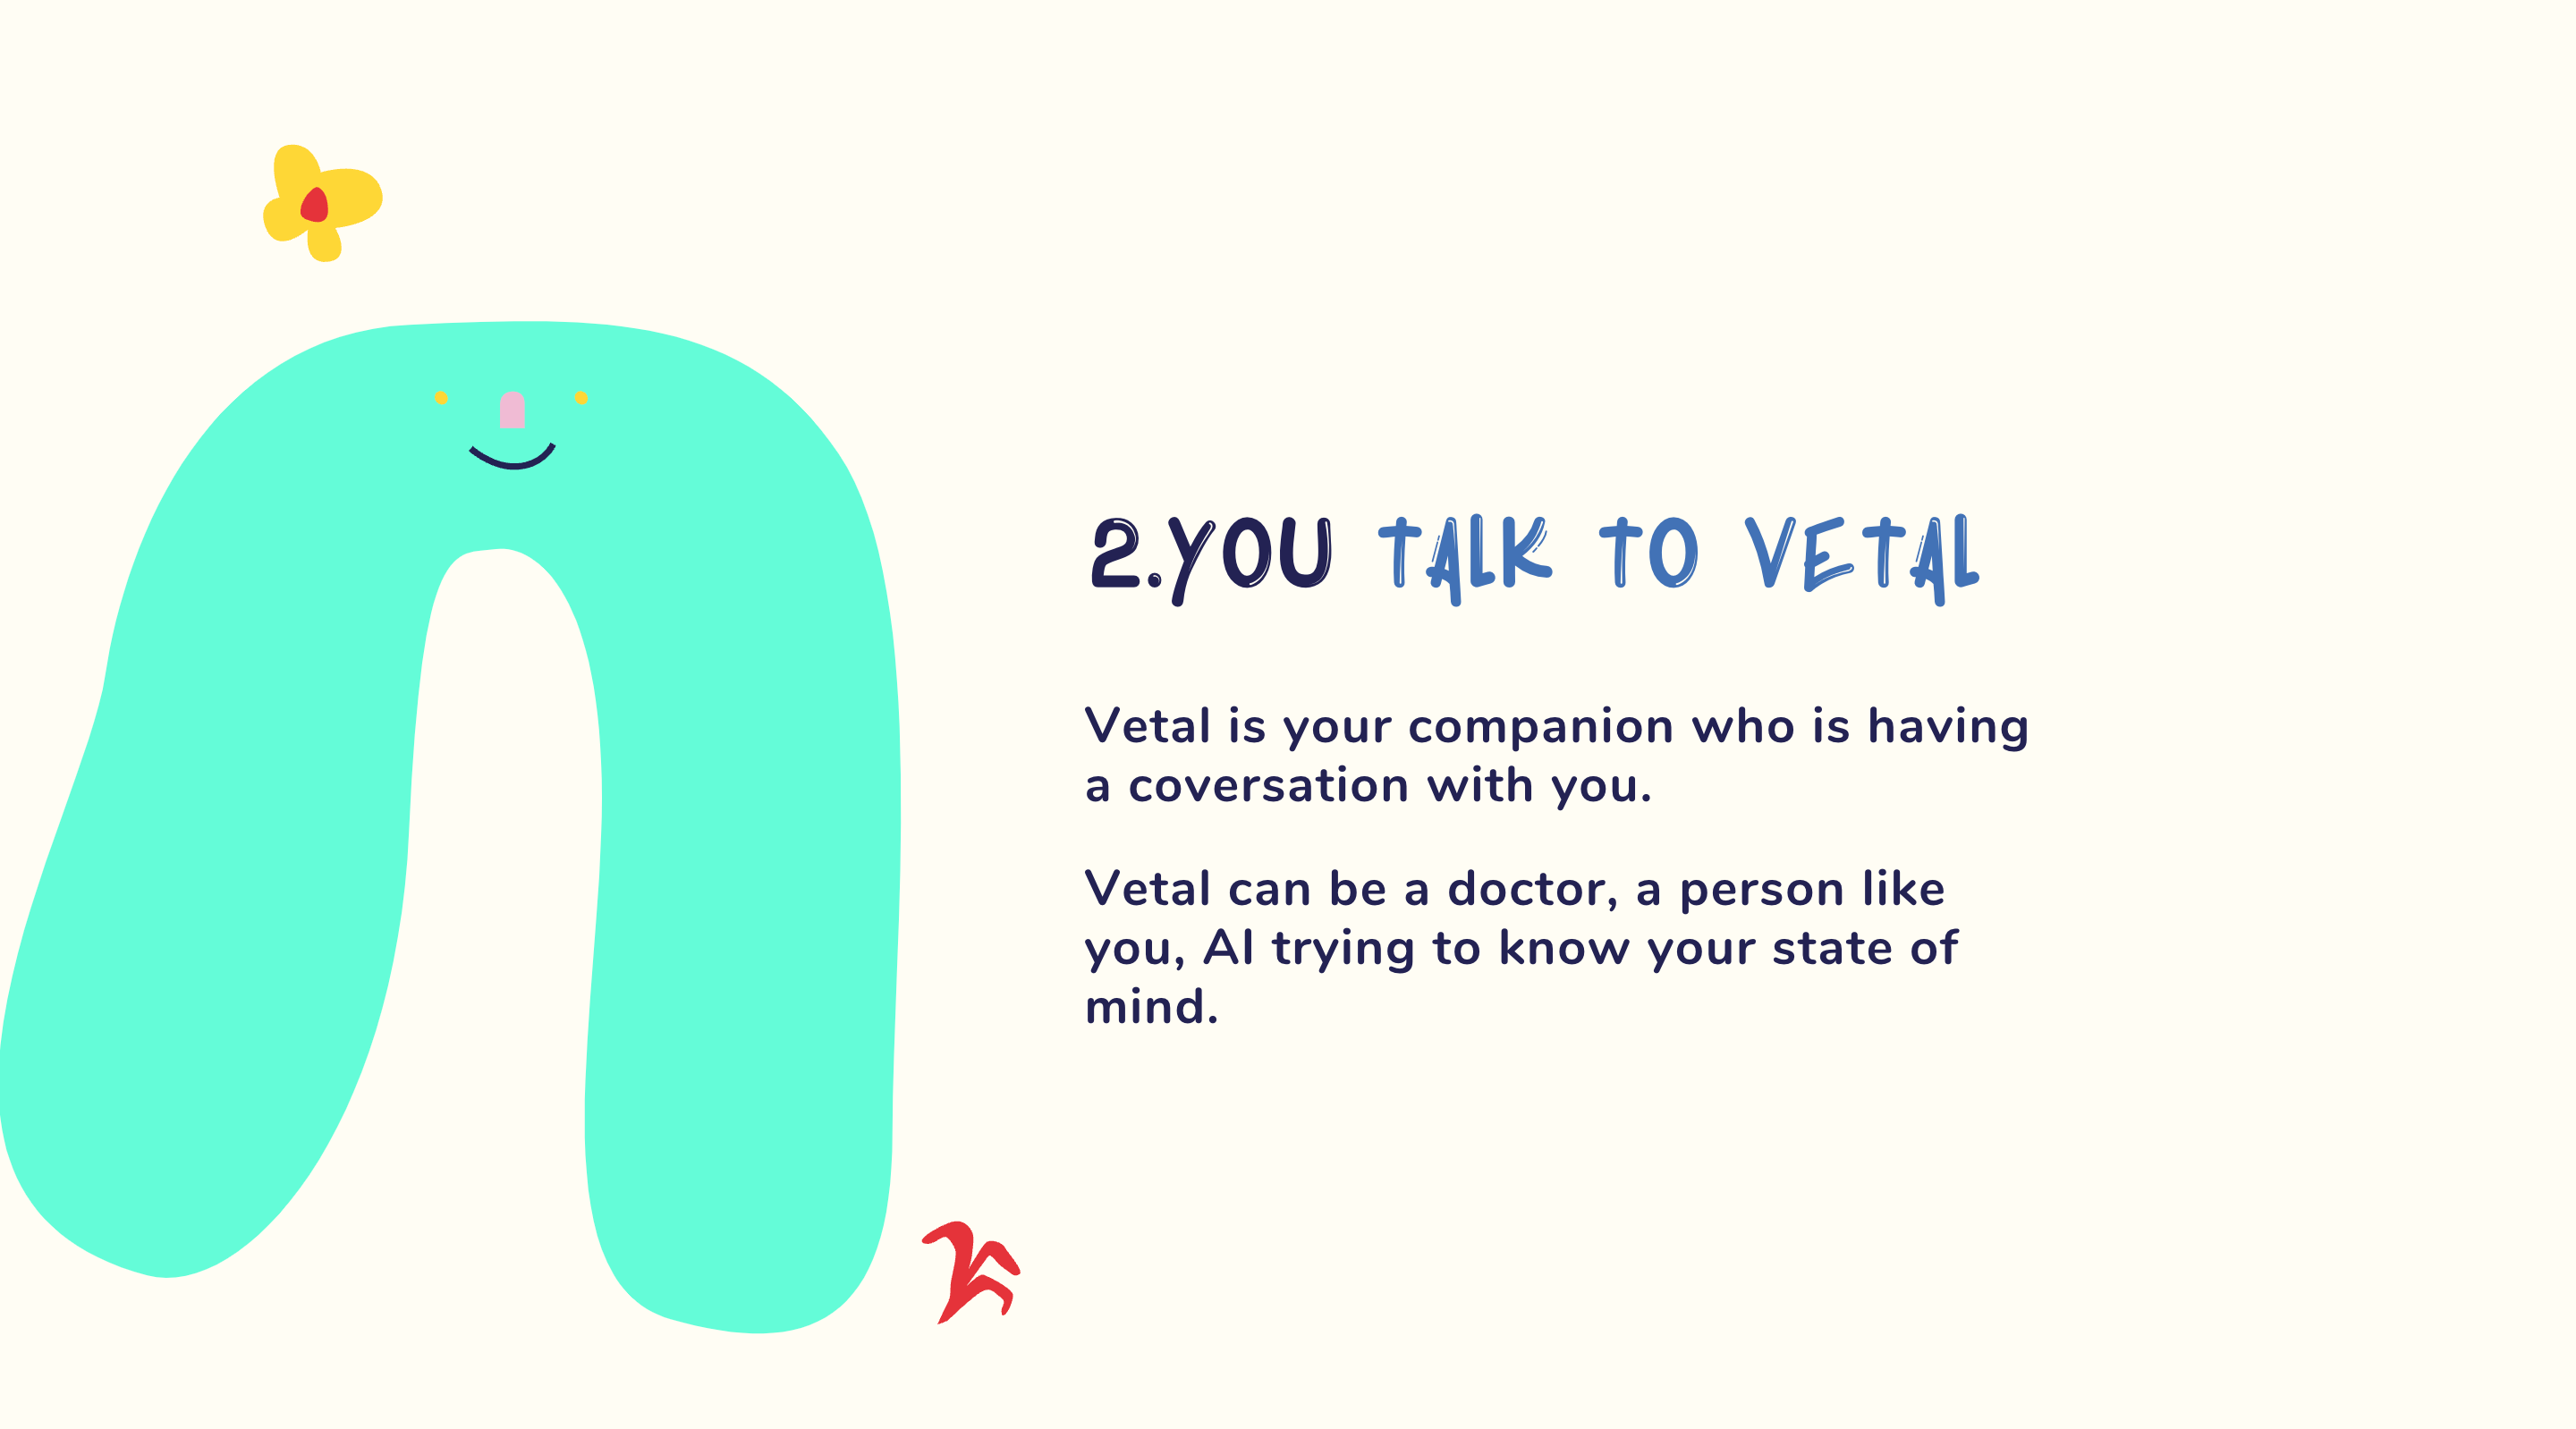 2.YOU TALK TO VETAL
Vetal is your companion who is having
a coversation with you.
Vetal can be a doctor, a person like
you, AI trying to know your state of
mind.